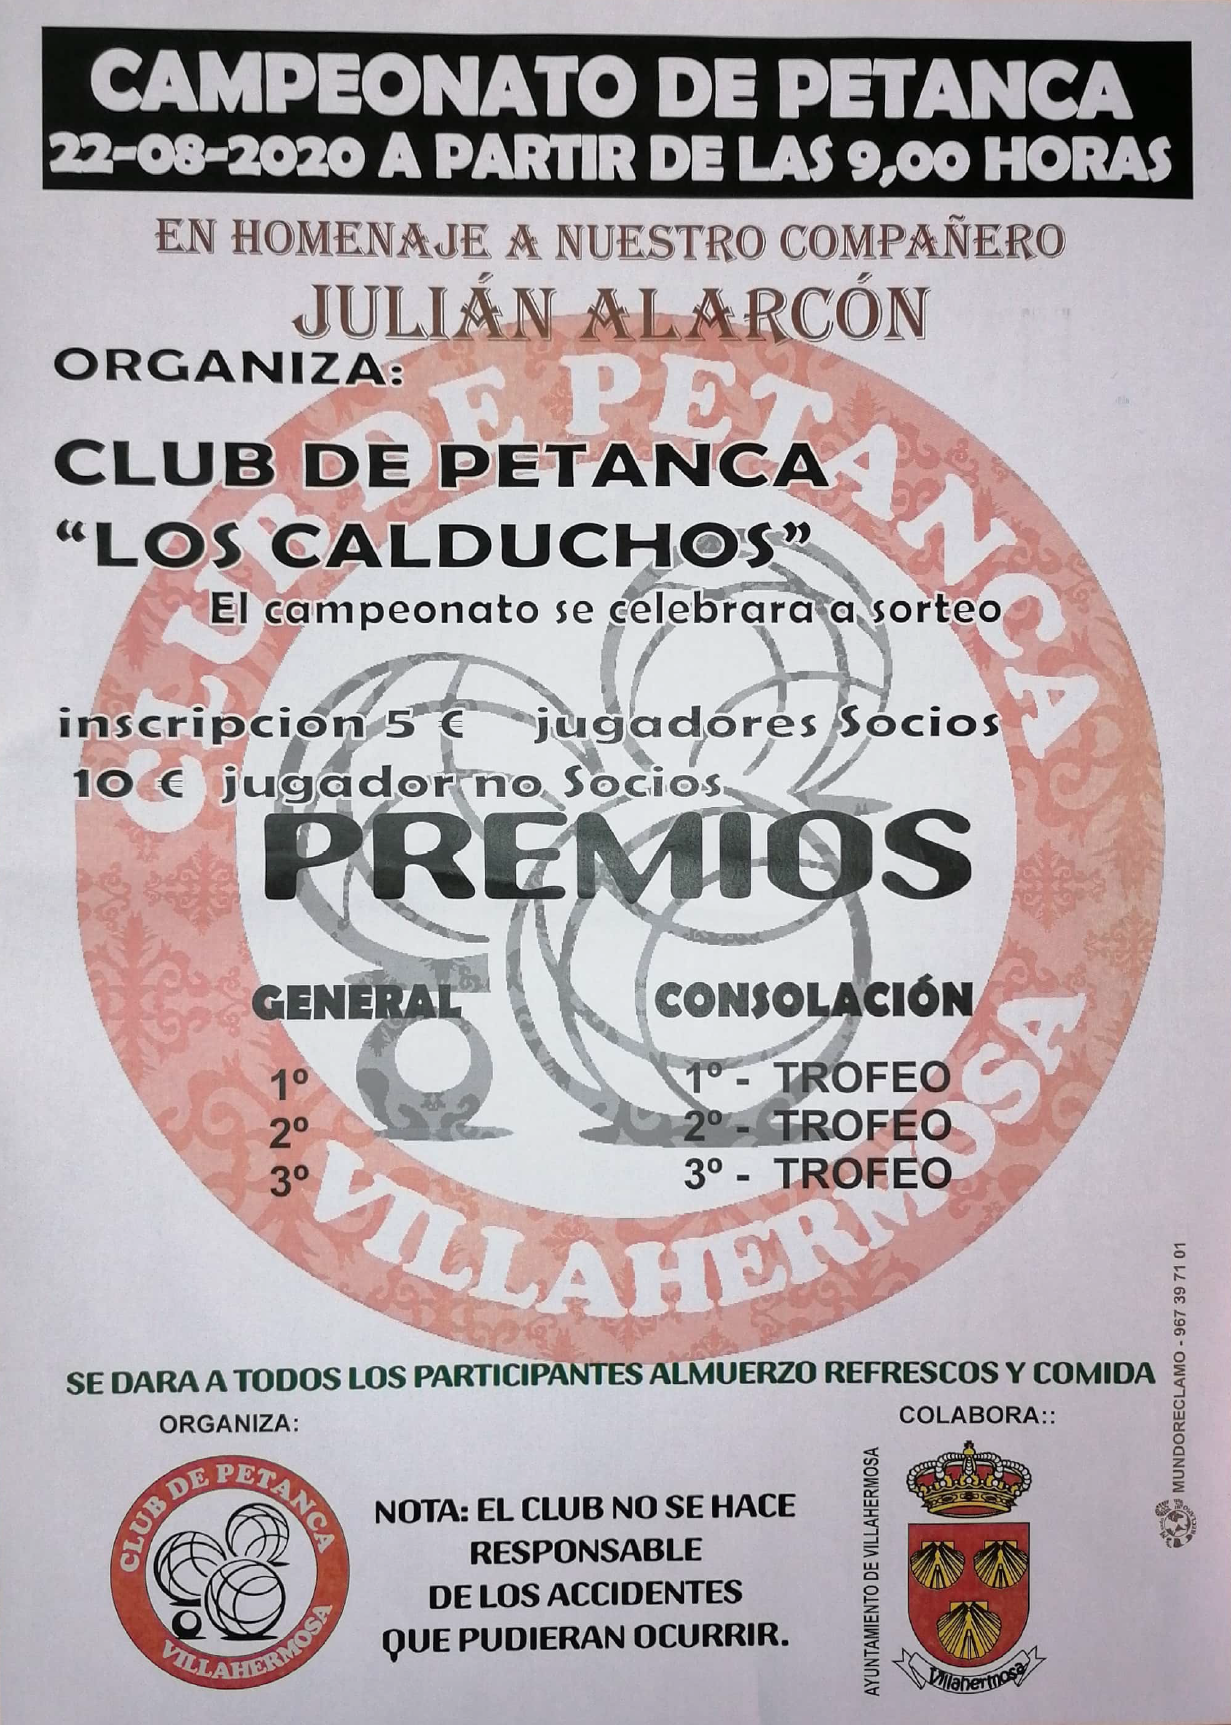 CAMPEONATO DE PETANCA
22-08-2020 A PARTIR DE LAS 9,00 HORAS
EN HOMENAJE A NUESTRO COMPAÑERO
JULIÁN ALARCÓN
ORGANIZA:
CLUB DE PETANCA
"LOS CALDUCHOS"
El campeonato se celebrara a sorteo
inscripcion 5 € jugadores Socios
10 € jugador no Socios
PREMIOS
CLUB DE PETANCA
VILLAHERMOSA
GENERAL
1º
2º
3º
CONSOLACIÓN
1º - TROFEO
2º - TROFEO
3º - TROFEO
SE DARA A TODOS LOS PARTICIPANTES ALMUERZO REFRESCOS Y COMIDA
ORGANIZA:
CLUB DE PETANCA
VILLAHERMOSA
NOTA: EL CLUB NO SE HACE
RESPONSABLE
DE LOS ACCIDENTES
QUE PUDIERAN OCURRIR.
COLABORA::
AYUNTAMIENTO DE VILLAHERMOSA
Villahermosa
MUNDORECLAMO - 967 39 71 01